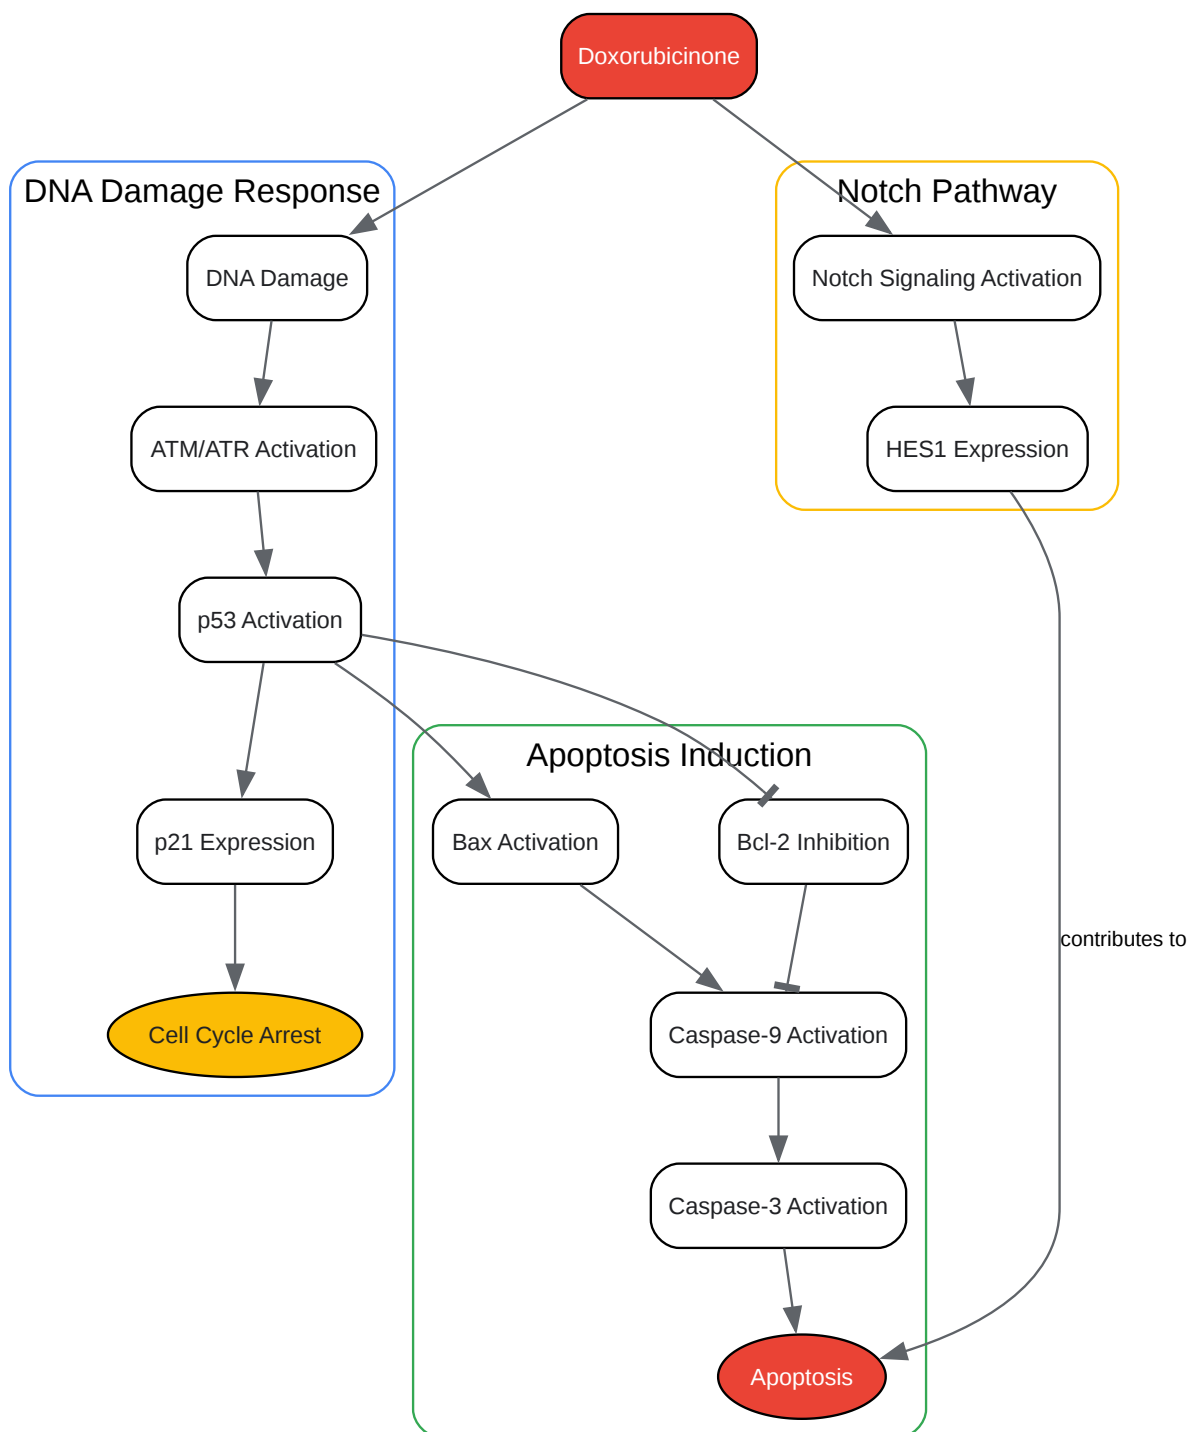 Doxorubicinone
DNA Damage Response
DNA Damage
ATM/ATR Activation
p53 Activation
p21 Expression
Cell Cycle Arrest
Notch Pathway
Notch Signaling Activation
HES1 Expression
contributes to
Apoptosis Induction
Bax Activation
Bcl-2 Inhibition
Caspase-9 Activation
Caspase-3 Activation
Apoptosis